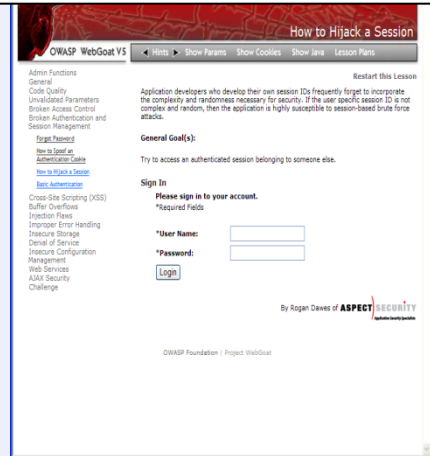 How to Hijack a Session
OWASP WebGoat V5
Hints Show Params Show Cookies Show Java Lesson Plans
Admin Functions
General
Code Quality
Unvalidated Parameters
Broken Access Control
Broken Authentication and
Session Management
Forgot Password
How to Spoof an
Authentication Cookie
How to Hijack a Session
Basic Authentication
Cross-Site Scripting (XSS)
Buffer Overflows
Injection Flaws
Improper Error Handling
Insecure Storage
Denial of Service
Insecure Configuration
Management
Web Services
AJAX Security
Challenge
Restart this Lesson
Application developers who develop their own session IDs frequently forget to incorporate
the complexity and randomness necessary for security. If the user specific session ID is not
complex and random, then the application is highly susceptible to session-based brute force
attacks.
General Goal(s):
Try to access an authenticated session belonging to someone else.
Sign In
Please sign in to your account.
*Required Fields
*User Name:
*Password:
Login
By Rogan Dawes of ASPECT SECURITY
Application Security Specialists
OWASP Foundation | Project WebGoat